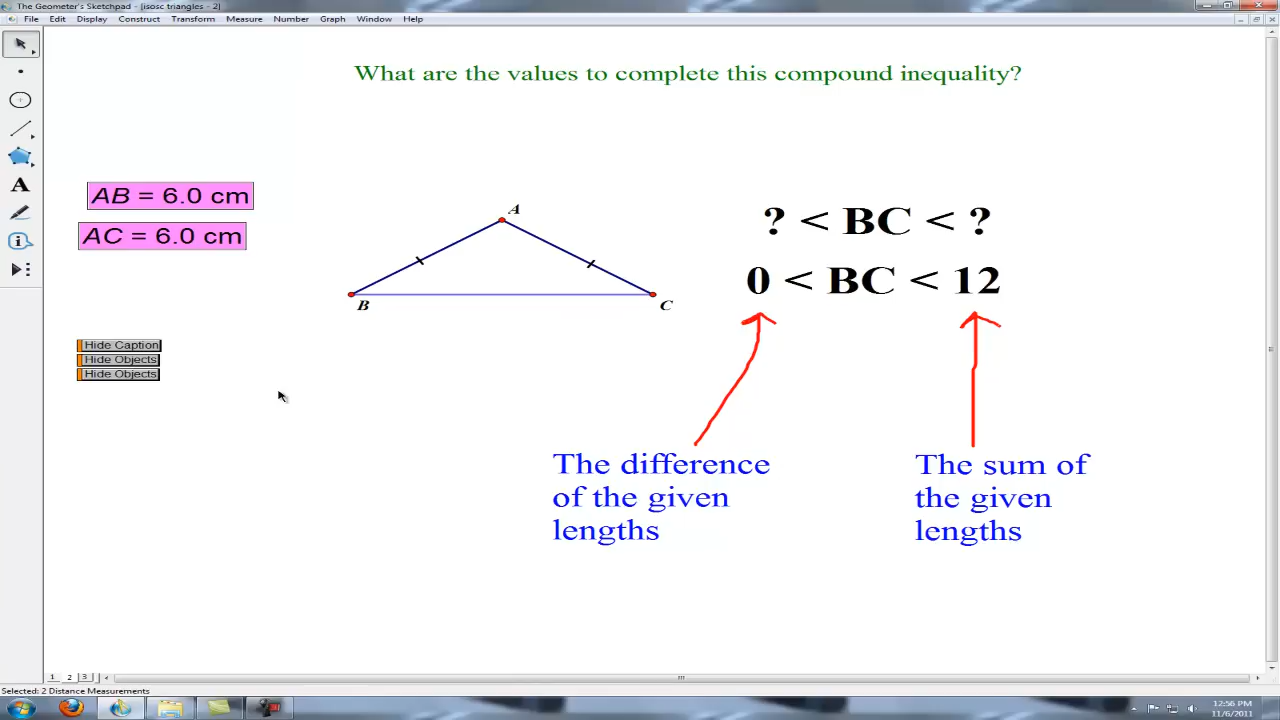 The Geometer's Sketchpad - [isosc triangles - 2]
File Edit Display Construct Transform Measure Number Graph Window Help
What are the values to complete this compound inequality?
AB = 6.0 cm
AC = 6.0 cm
A
B
C
? < BC < ?
0 < BC < 12
Hide Caption
Hide Objects
Hide Objects
The difference
of the given
lengths
The sum of
the given
lengths
A
1 2 3
Selected: 2 Distance Measurements
12:56 PM
11/6/2011